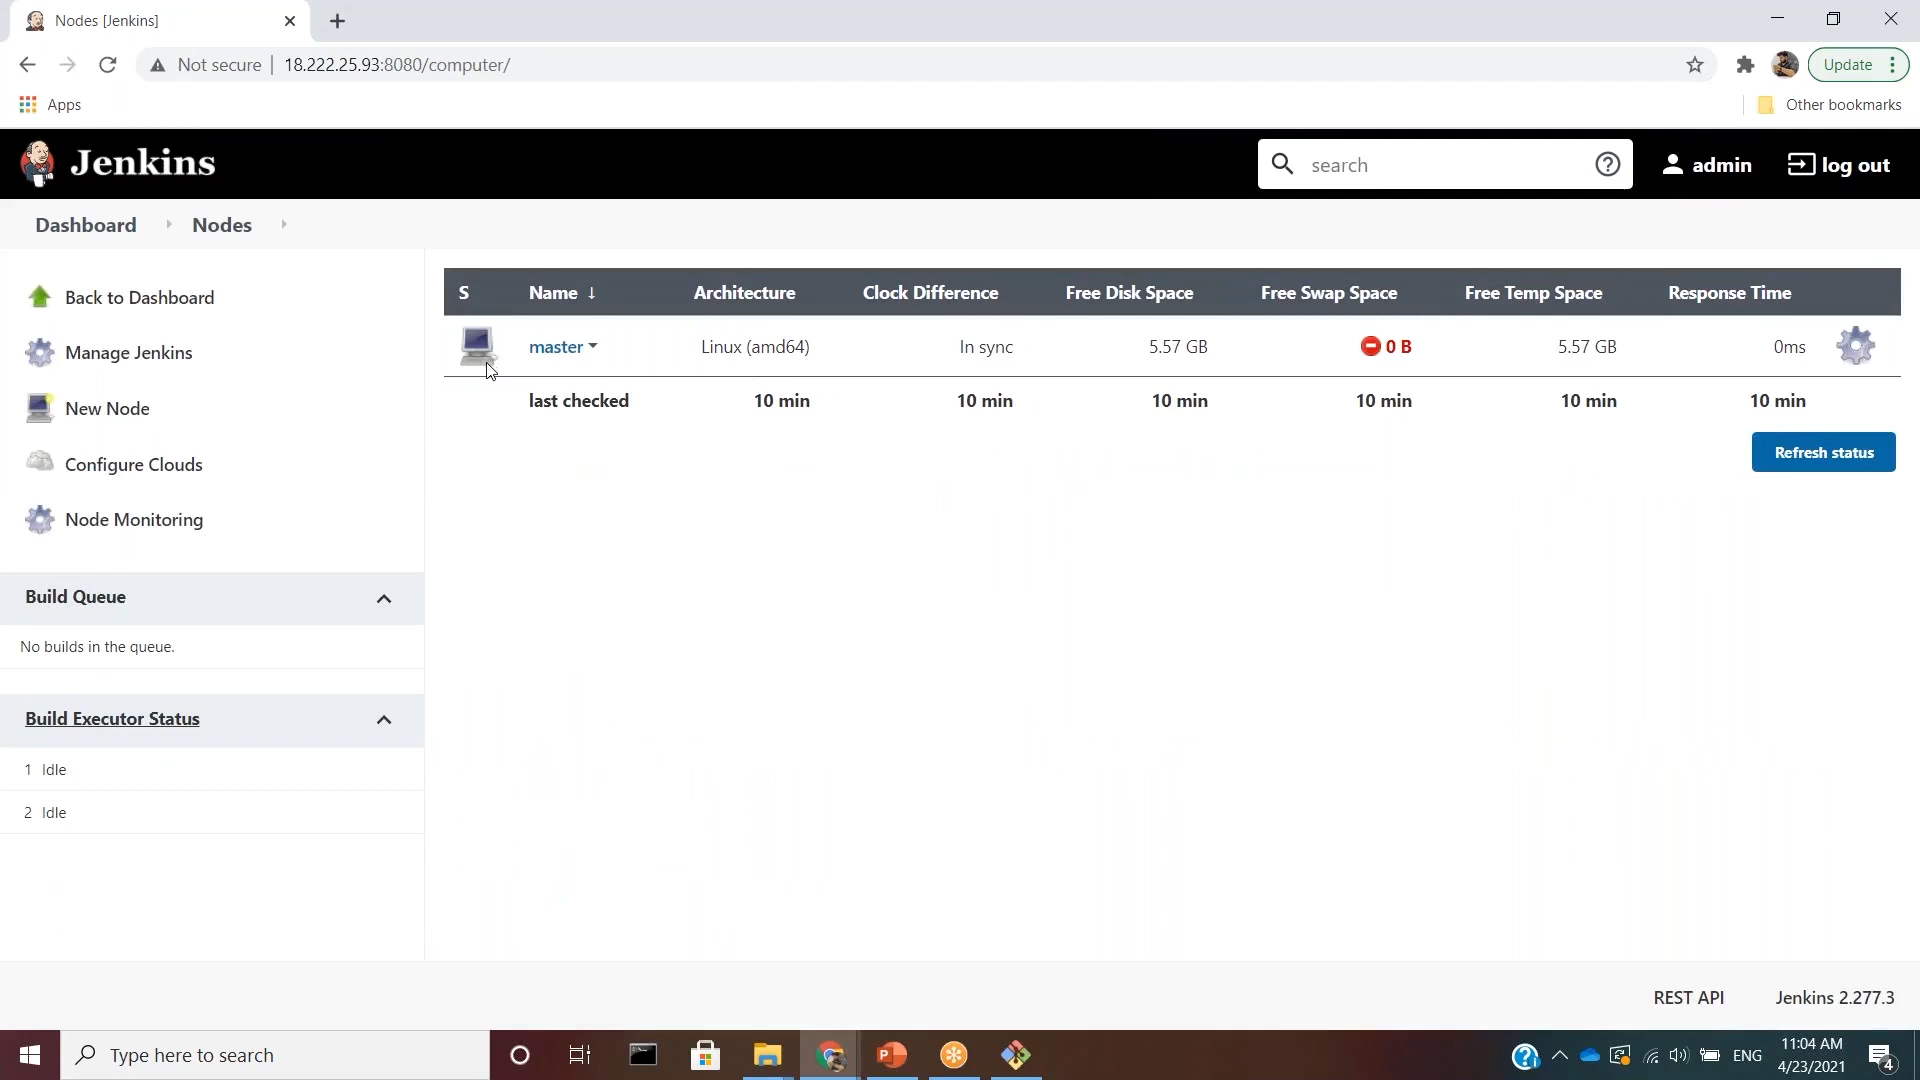 Nodes [Jenkins]
Not secure | 18.222.25.93:8080/computer/
Update
Apps
Other bookmarks
Jenkins
search
admin
log out
Dashboard
Nodes
Back to Dashboard
Manage Jenkins
New Node
Configure Clouds
Node Monitoring
Build Queue
No builds in the queue.
Build Executor Status
1 Idle
2 Idle
S Name ↓ Architecture Clock Difference Free Disk Space Free Swap Space Free Temp Space Response Time
master Linux (amd64) In sync 5.57 GB 0 B 5.57 GB 0ms
last checked 10 min 10 min 10 min 10 min 10 min 10 min
Refresh status
REST API Jenkins 2.277.3
Type here to search
ENG
11:04 AM
4/23/2021
4